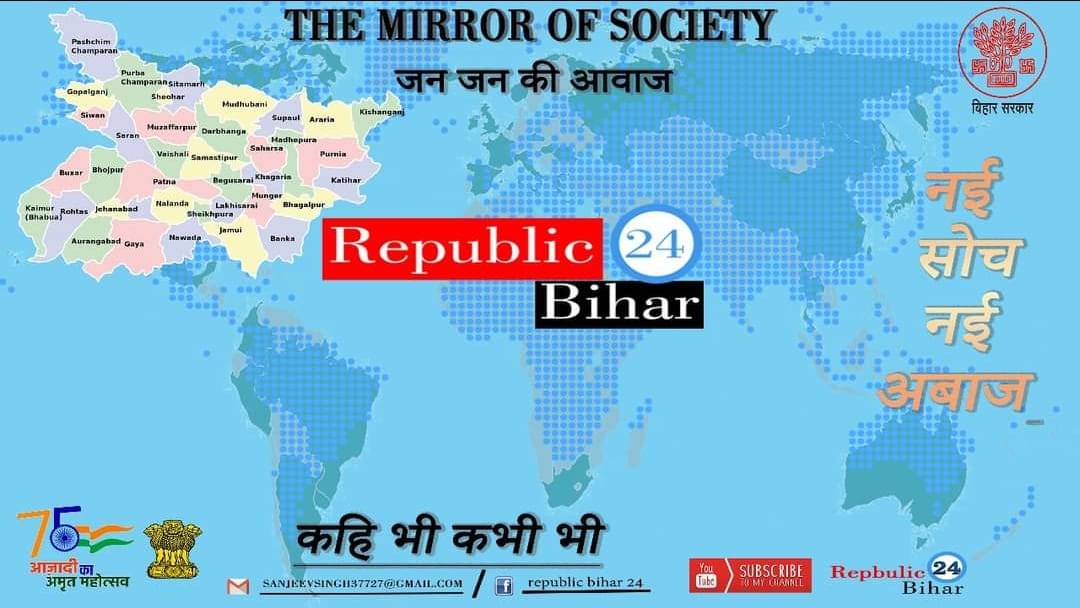 THE MIRROR OF SOCIETY
जन जन की आवाज
बिहार सरकार
Pashchim
Champaran
Purba
Champaran
Sitamarhi
Sheohar
Gopalganj
Siwan
Saran
Muzaffarpur
Mudhubani
Darbhanga
Supaul
Araria
Kishanganj
Madhepura
Saharsa
Purnia
Vaishali
Samastipur
Buxar
Bhojpur
Patna
Begusarai
Khagaria
Katihar
Munger
Bhagalpur
Kaimur
(Bhabua)
Rohtas
Jehanabad
Nalanda
Lakhisarai
Sheikhpura
Aurangabad
Gaya
Nawada
Jamui
Banka
Republic 24
Bihar
नई
सोच
नई
अबाज_
75
आज़ादी का
अमृत महोत्सव
कहि भी कभी भी
SANJEEVSINGH37727@GMAIL.COM / republic bihar 24
You
Tube
SUBSCRIBE
TO MY CHANNEL
Repbulic 24
Bihar